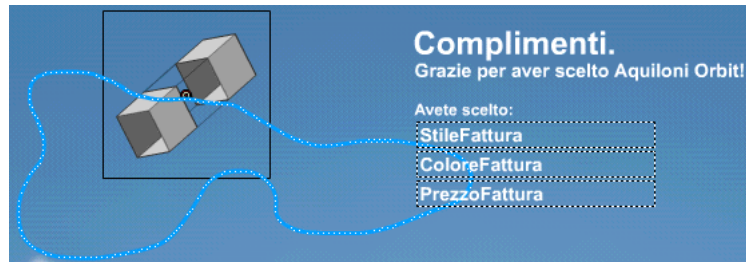 Complimenti.
Grazie per aver scelto Aquiloni Orbit!
Avete scelto:
StileFattura
ColoreFattura
PrezzoFattura